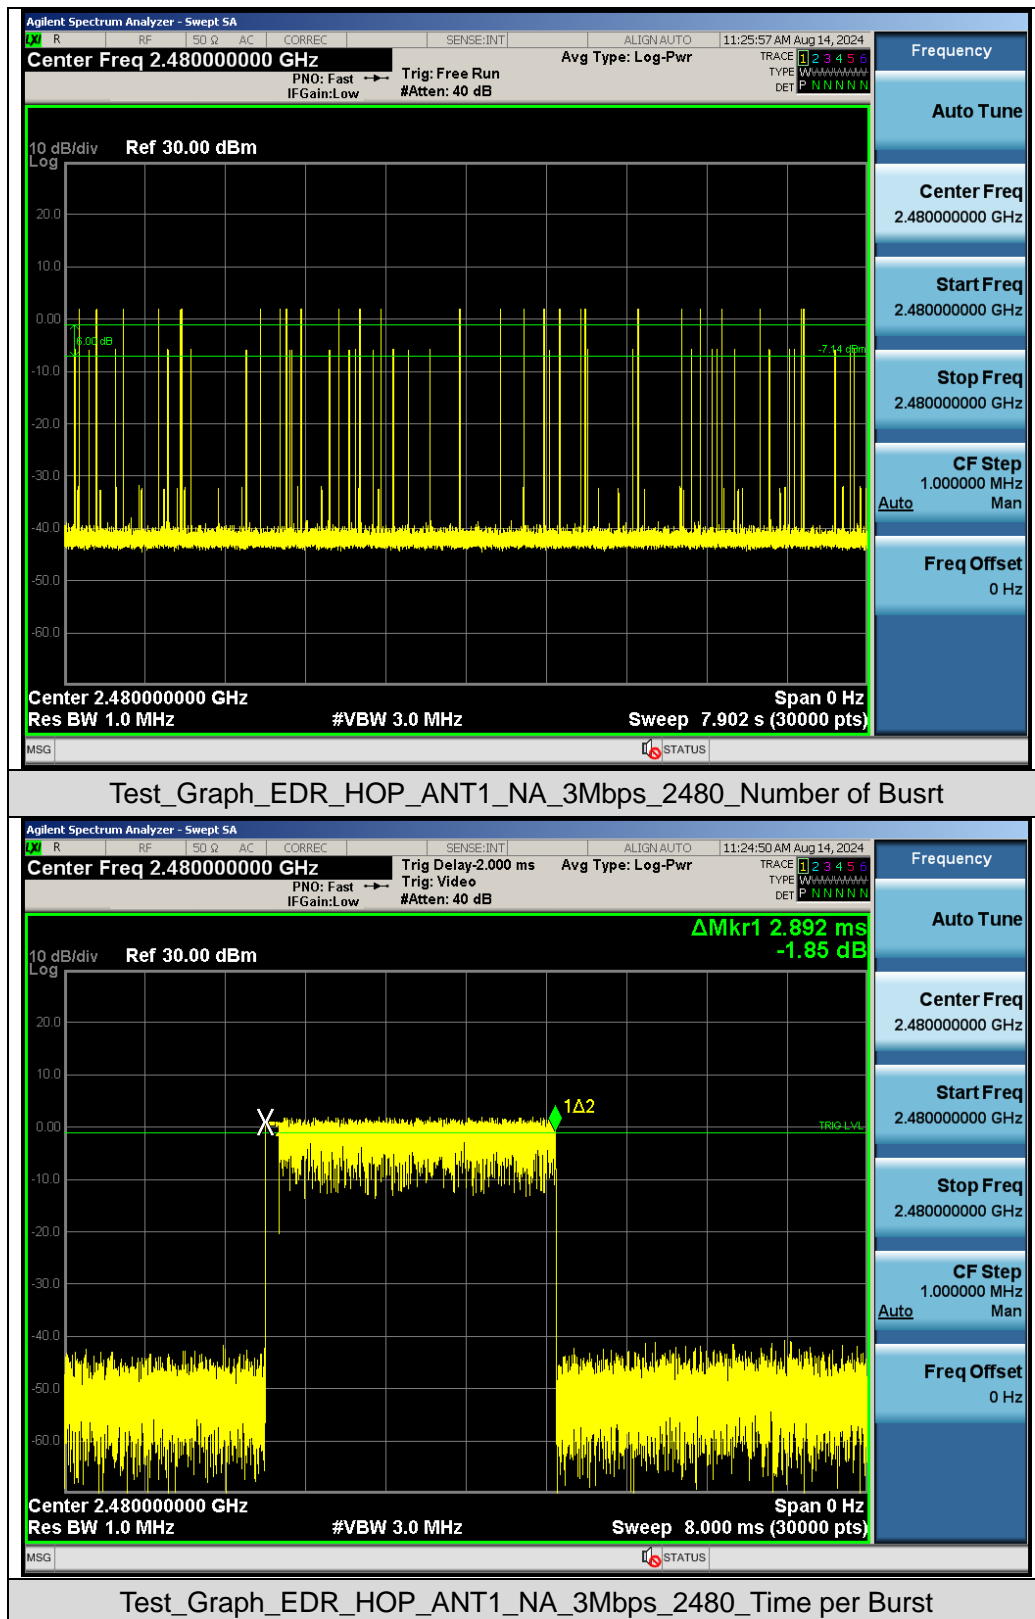 Agilent Spectrum Analyzer - Swept SA
LXI R RF 50 Ω AC CORREC SENSE:INT ALIGN AUTO 11:25:57 AM Aug 14, 2024
Center Freq 2.480000000 GHz
PNO: Fast
IFGain:Low
Trig: Free Run
#Atten: 40 dB
Avg Type: Log-Pwr
TRACE 1 2 3 4 5 6
TYPE W
DET P N N N N N
10 dB/div Ref 30.00 dBm
Log
20.0
10.0
0.00
6.00 dB
-7.14 dBm
-10.0
-20.0
-30.0
-40.0
-50.0
-60.0
Center 2.480000000 GHz Span 0 Hz
Res BW 1.0 MHz #VBW 3.0 MHz Sweep 7.902 s (30000 pts)
MSG STATUS
Frequency
Auto Tune
Center Freq
2.480000000 GHz
Start Freq
2.480000000 GHz
Stop Freq
2.480000000 GHz
CF Step
1.000000 MHz
Auto Man
Freq Offset
0 Hz
Test_Graph_EDR_HOP_ANT1_NA_3Mbps_2480_Number of Busrt
Agilent Spectrum Analyzer - Swept SA
LXI R RF 50 Ω AC CORREC SENSE:INT ALIGN AUTO 11:24:50 AM Aug 14, 2024
Center Freq 2.480000000 GHz
PNO: Fast
IFGain:Low
Trig Delay-2.000 ms
Trig: Video
#Atten: 40 dB
Avg Type: Log-Pwr
TRACE 1 2 3 4 5 6
TYPE W
DET P N N N N N
ΔMkr1 2.892 ms
-1.85 dB
10 dB/div Ref 30.00 dBm
Log
20.0
10.0
0.00
X
1Δ2
TRIG LVL
-10.0
-20.0
-30.0
-40.0
-50.0
-60.0
Center 2.480000000 GHz Span 0 Hz
Res BW 1.0 MHz #VBW 3.0 MHz Sweep 8.000 ms (30000 pts)
MSG STATUS
Frequency
Auto Tune
Center Freq
2.480000000 GHz
Start Freq
2.480000000 GHz
Stop Freq
2.480000000 GHz
CF Step
1.000000 MHz
Auto Man
Freq Offset
0 Hz
Test_Graph_EDR_HOP_ANT1_NA_3Mbps_2480_Time per Burst